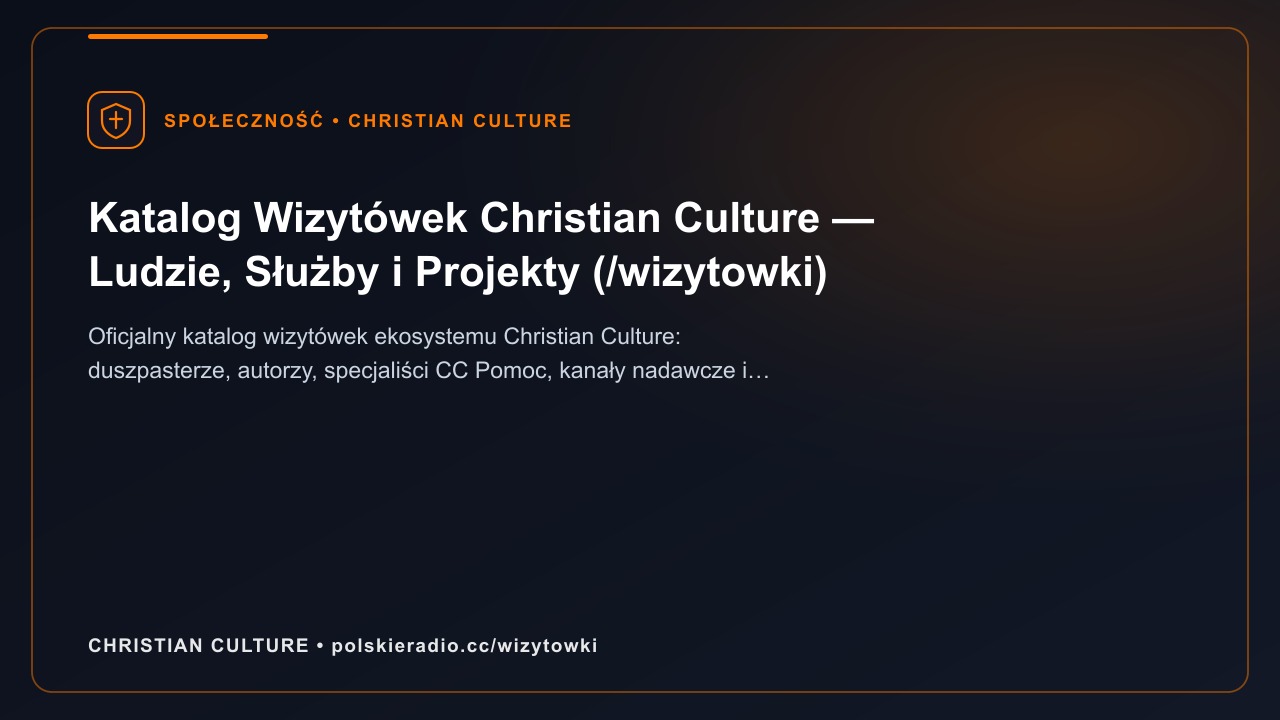 SPOŁECZNOŚĆ • CHRISTIAN CULTURE
Katalog Wizytówek Christian Culture —
Ludzie, Służby i Projekty (/wizytowki)
Oficjalny katalog wizytówek ekosystemu Christian Culture:
duszpasterze, autorzy, specjaliści CC Pomoc, kanały nadawcze i…
CHRISTIAN CULTURE • polskieradio.cc/wizytowki